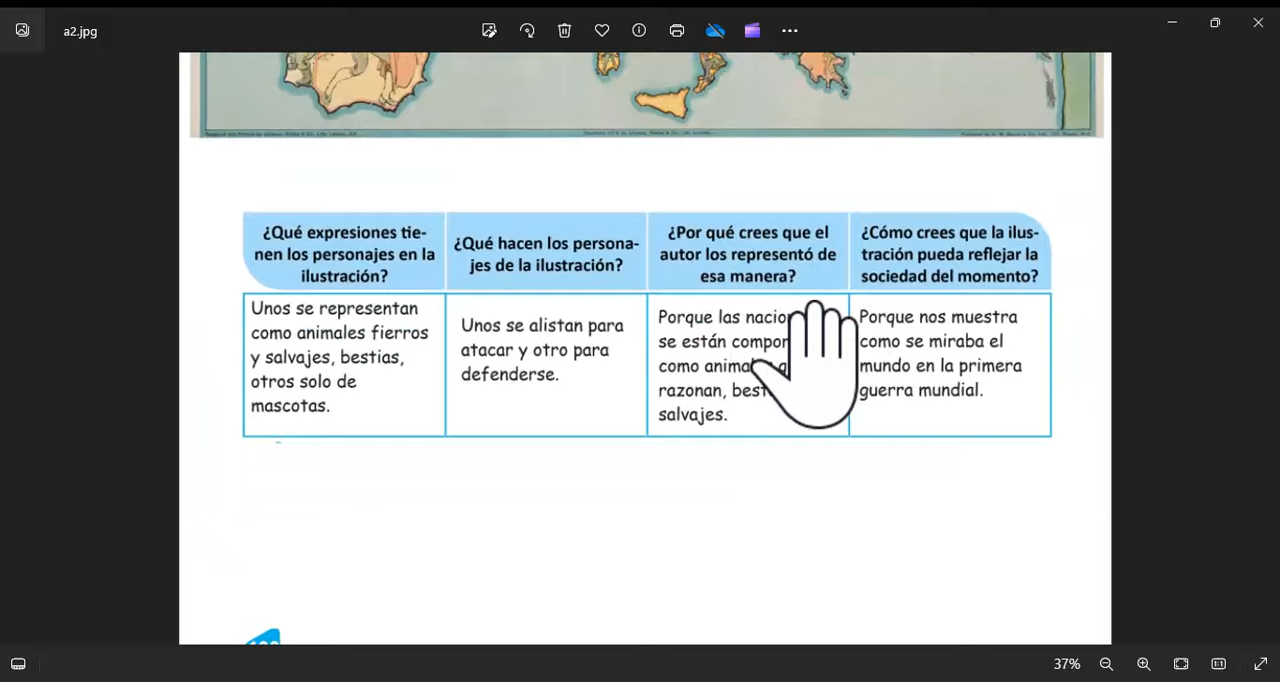 a2.jpg
¿Qué expresiones tie-
nen los personajes en la
ilustración?
¿Qué hacen los persona-
jes de la ilustración?
¿Por qué crees que el
autor los representó de
esa manera?
¿Cómo crees que la ilus-
tración pueda reflejar la
sociedad del momento?
Unos se representan
como animales fierros
y salvajes, bestias,
otros solo de
mascotas.
Unos se alistan para
atacar y otro para
defenderse.
Porque las
se están
como
razonan,
salvajes.
Porque nos muestra
como se miraba el
mundo en la primera
guerra mundial.
37%